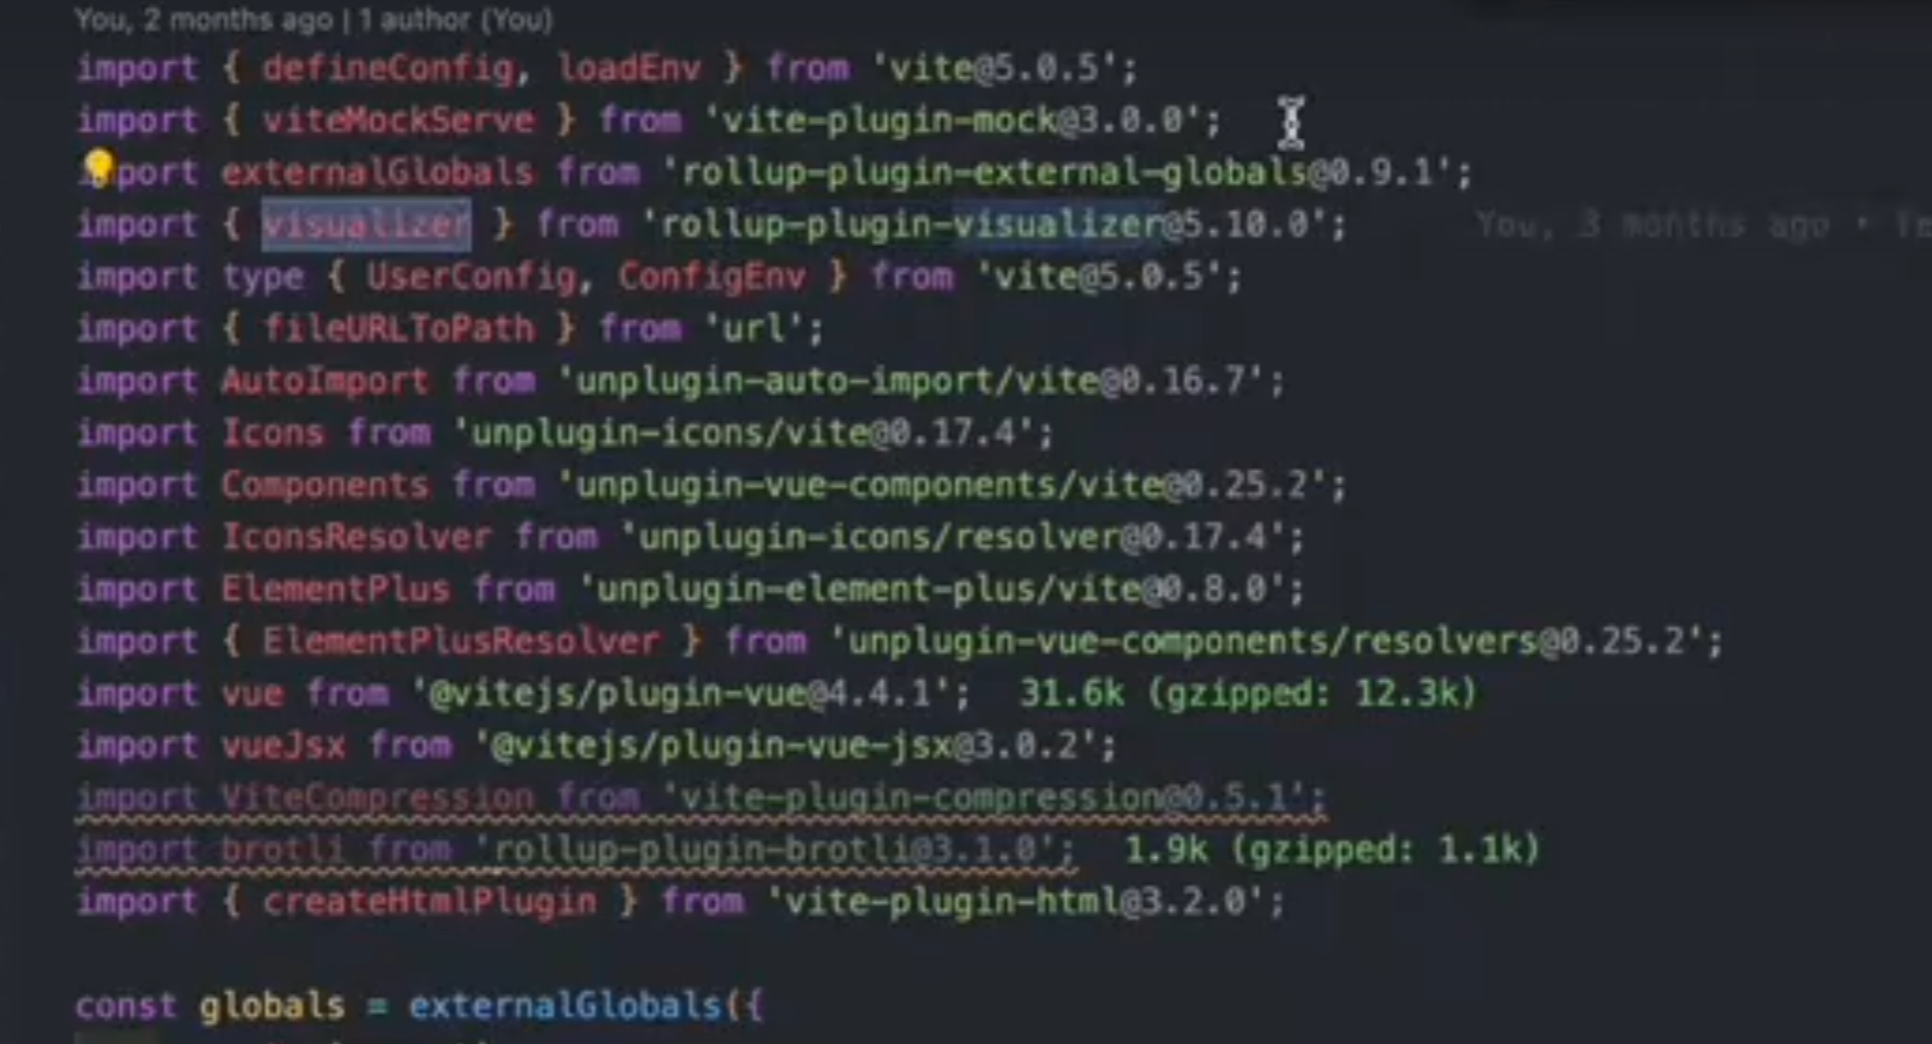 You, 2 months ago | 1 author (You)
import { defineConfig, loadEnv } from 'vite@5.0.5';
import { viteMockServe } from 'vite-plugin-mock@3.0.0';
import externalGlobals from 'rollup-plugin-external-globals@0.9.1';
import { visualizer } from 'rollup-plugin-visualizer@5.10.0'; You, 3 months ago •
import type { UserConfig, ConfigEnv } from 'vite@5.0.5';
import { fileURLToPath } from 'url';
import AutoImport from 'unplugin-auto-import/vite@0.16.7';
import Icons from 'unplugin-icons/vite@0.17.4';
import Components from 'unplugin-vue-components/vite@0.25.2';
import IconsResolver from 'unplugin-icons/resolver@0.17.4';
import ElementPlus from 'unplugin-element-plus/vite@0.8.0';
import { ElementPlusResolver } from 'unplugin-vue-components/resolvers@0.25.2';
import vue from '@vitejs/plugin-vue@4.4.1'; 31.6k (gzipped: 12.3k)
import vueJsx from '@vitejs/plugin-vue-jsx@3.0.2';
import ViteCompression from 'vite-plugin-compression@0.5.1';
import brotli from 'rollup-plugin-brotli@3.1.0'; 1.9k (gzipped: 1.1k)
import { createHtmlPlugin } from 'vite-plugin-html@3.2.0';
const globals = externalGlobals({